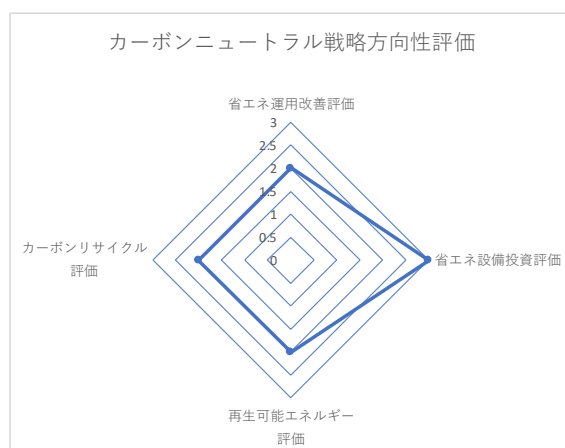 カーボンニュートラル戦略方向性評価
省エネ運用改善評価
3
2.5
2
1.5
1
0.5
0
カーボンリサイクル
評価
省エネ設備投資評価
再生可能エネルギー
評価